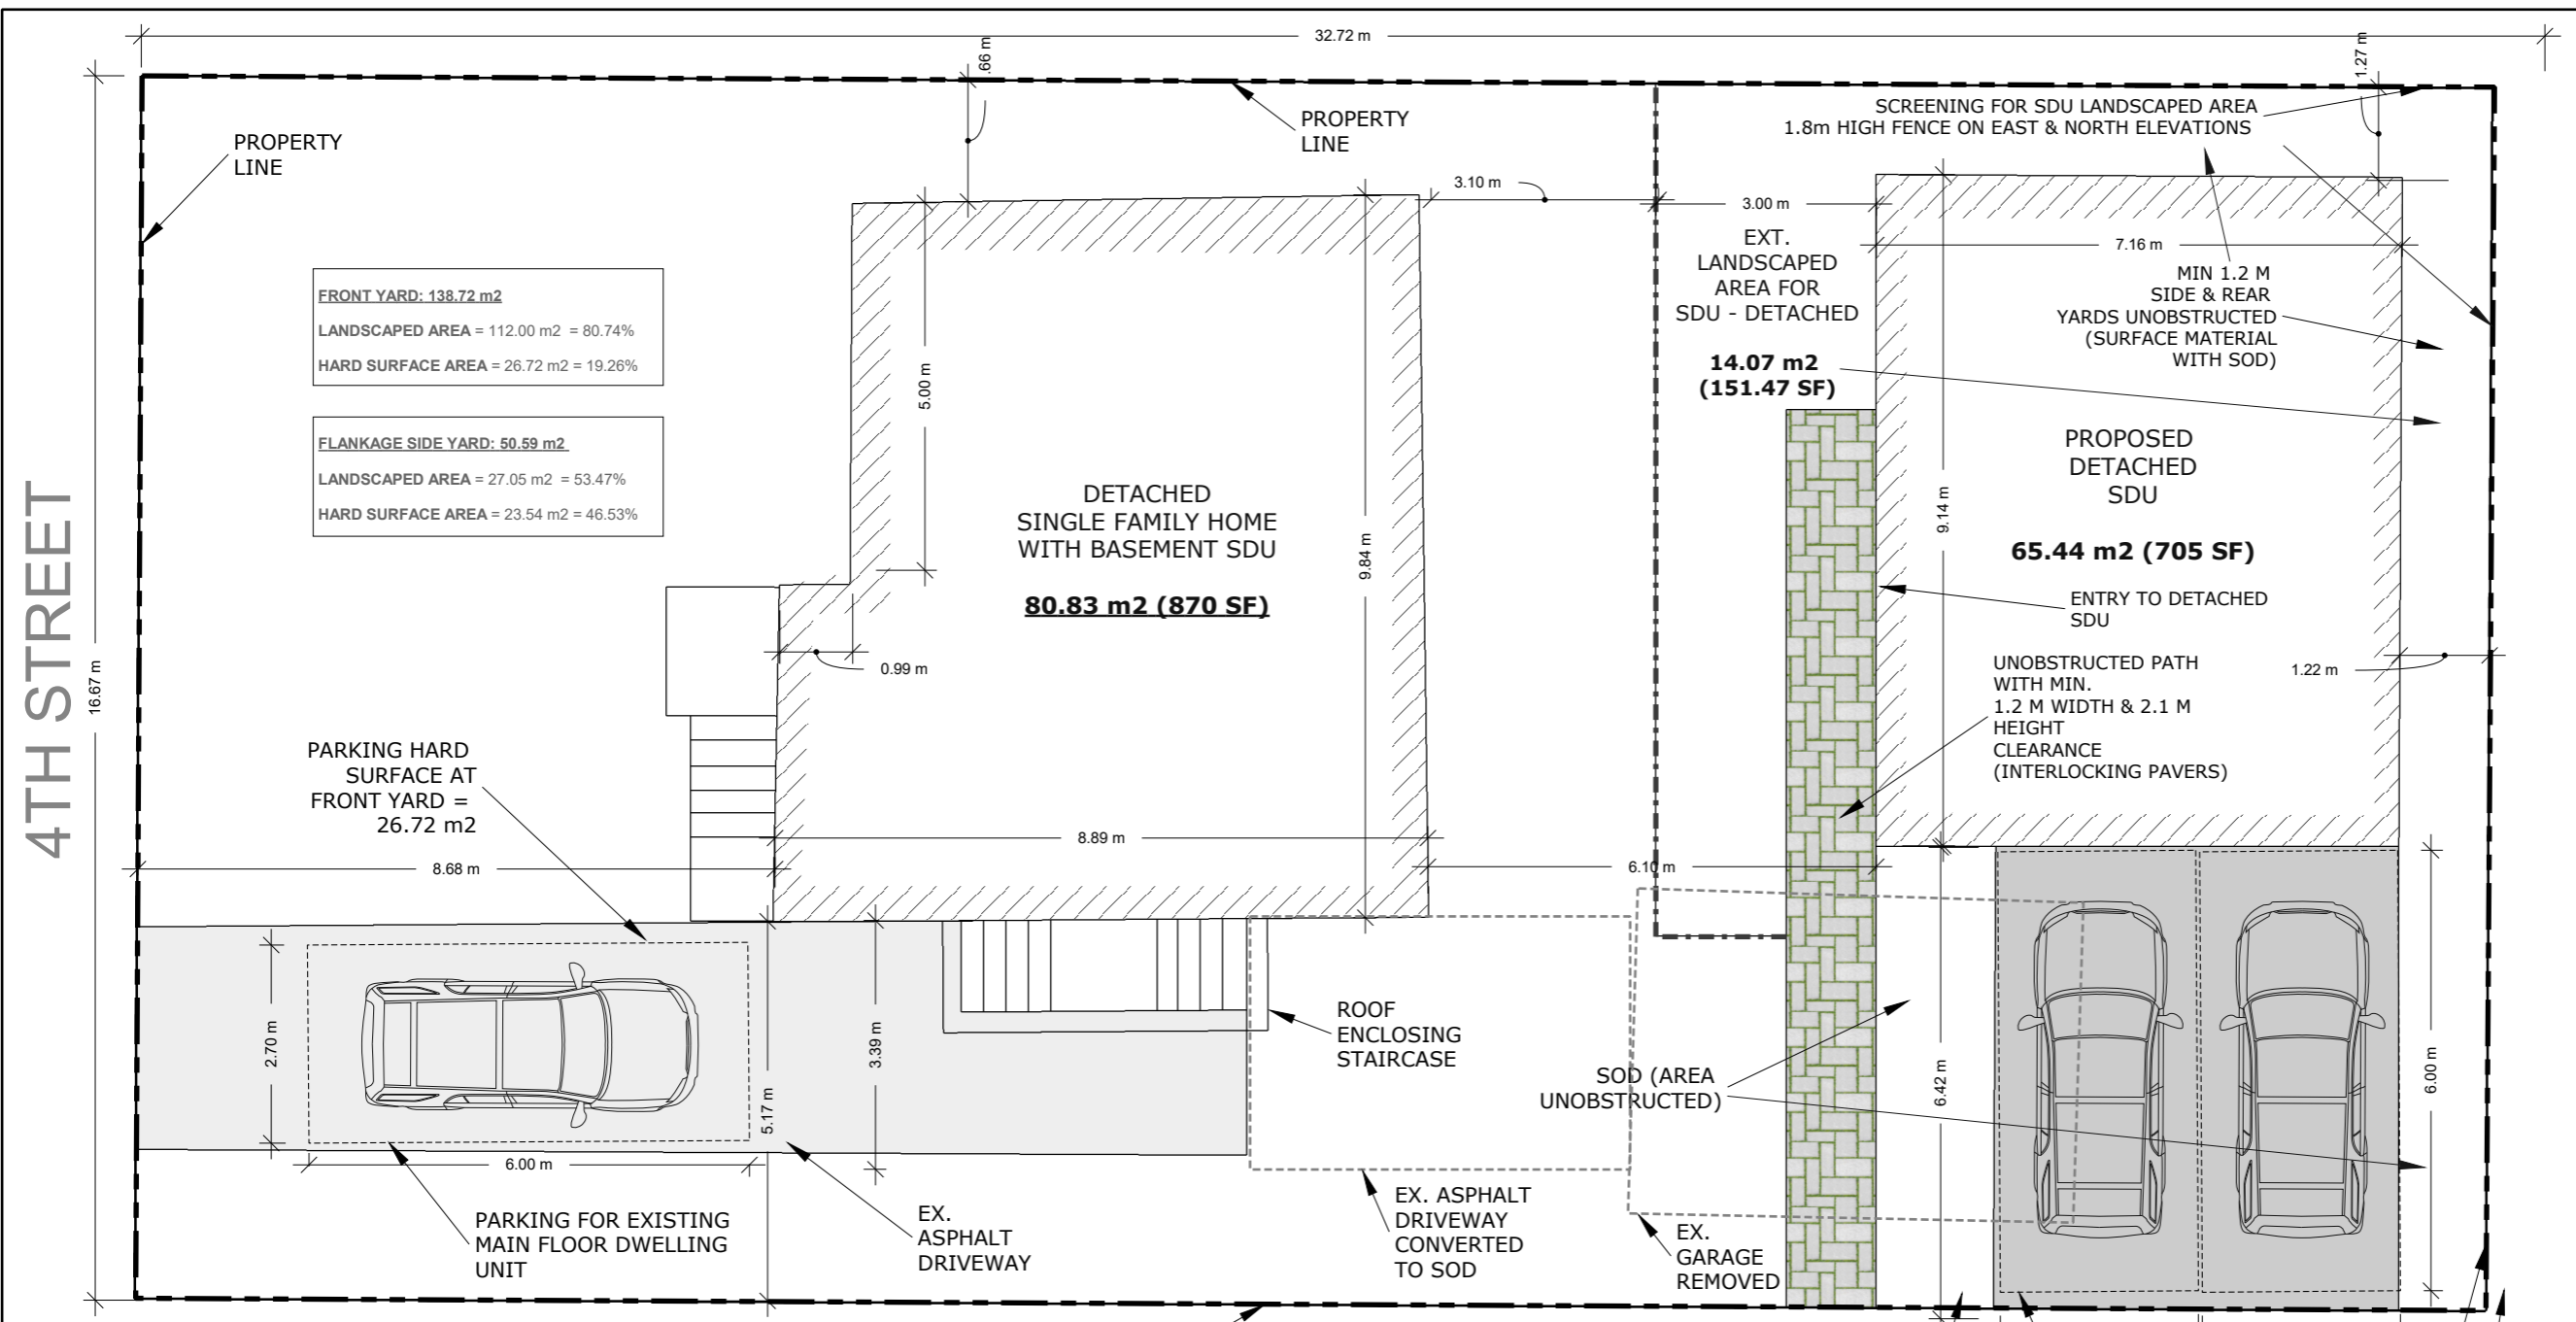 32.72 m
.66 m
1.27 m
PROPERTY
LINE
PROPERTY
LINE
SCREENING FOR SDU LANDSCAPED AREA
1.8m HIGH FENCE ON EAST & NORTH ELEVATIONS
3.10 m
3.00 m
7.16 m
EXT.
LANDSCAPED
AREA FOR
SDU - DETACHED
14.07 m2
(151.47 SF)
MIN 1.2 M
SIDE & REAR
YARDS UNOBSTRUCTED
(SURFACE MATERIAL
WITH SOD)
FRONT YARD: 138.72 m2
LANDSCAPED AREA = 112.00 m2 = 80.74%
HARD SURFACE AREA = 26.72 m2 = 19.26%
FLANKAGE SIDE YARD: 50.59 m2
LANDSCAPED AREA = 27.05 m2 = 53.47%
HARD SURFACE AREA = 23.54 m2 = 46.53%
4TH STREET
16.67 m
5.00 m
DETACHED
SINGLE FAMILY HOME
WITH BASEMENT SDU
80.83 m2 (870 SF)
9.84 m
9.14 m
PROPOSED
DETACHED
SDU
65.44 m2 (705 SF)
ENTRY TO DETACHED
SDU
0.99 m
UNOBSTRUCTED PATH
WITH MIN.
1.2 M WIDTH & 2.1 M
HEIGHT
CLEARANCE
(INTERLOCKING PAVERS)
1.22 m
PARKING HARD
SURFACE AT
FRONT YARD =
26.72 m2
8.68 m
8.89 m
6.10 m
2.70 m
6.00 m
5.17 m
3.39 m
ROOF
ENCLOSING
STAIRCASE
SOD (AREA
UNOBSTRUCTED)
6.42 m
6.00 m
PARKING FOR EXISTING
MAIN FLOOR DWELLING
UNIT
EX.
ASPHALT
DRIVEWAY
EX. ASPHALT
DRIVEWAY
CONVERTED
TO SOD
EX.
GARAGE
REMOVED